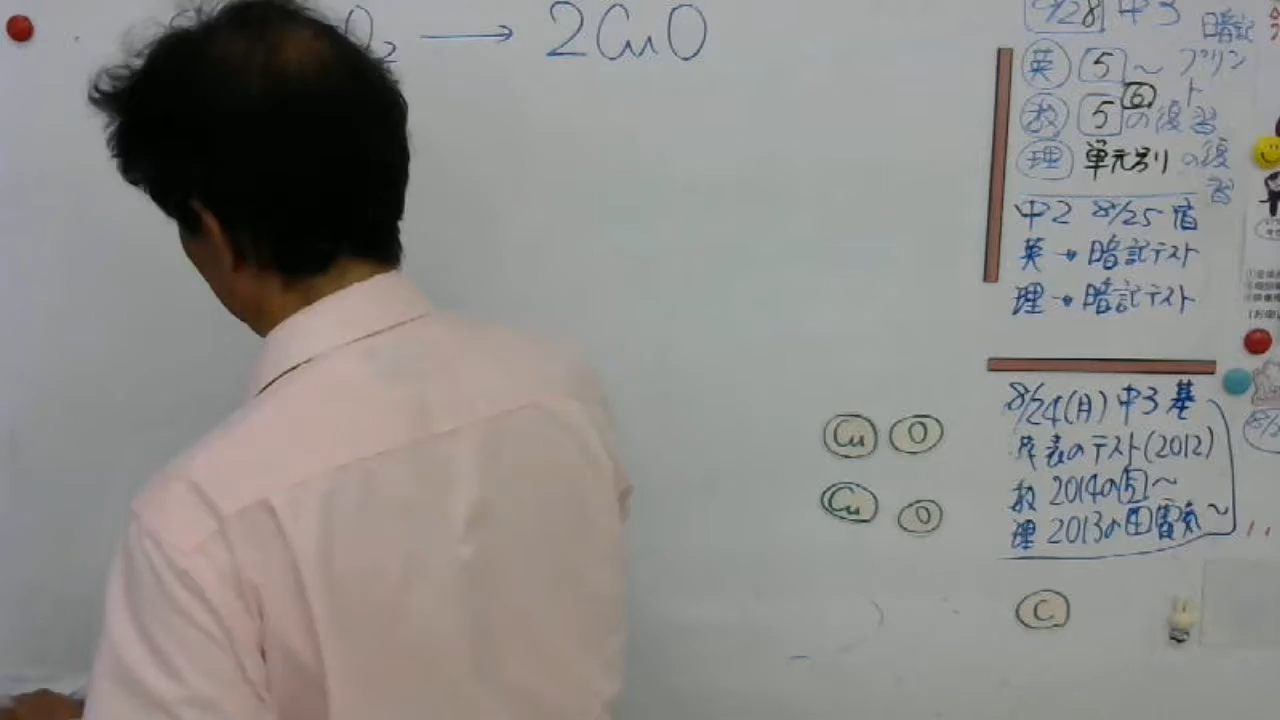 O₂ → 2CuO
8/28 中3
暗記
英 5 〜 プリント
数 5 6 の復習
理 単元別の復習
中2 8/25 宿
英 → 暗記テスト
理 → 暗記テスト
8/24(月) 中3 基
表のテスト(2012)
数 2014の5〜
理 2013の 電気〜
Cu O
Cu O
C